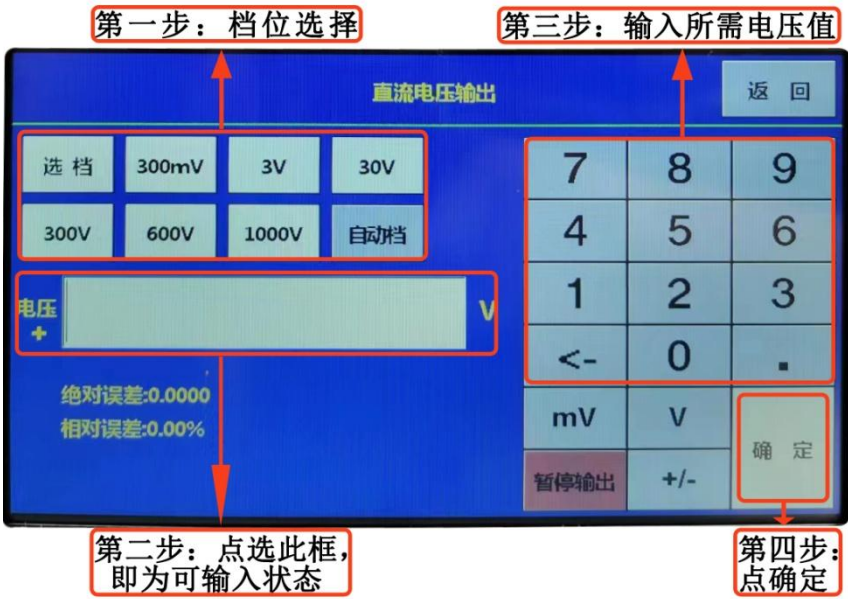 第一步：档位选择
第三步：输入所需电压值
直流电压输出
返 回
选 档
300mV
3V
30V
300V
600V
1000V
自动档
7
8
9
4
5
6
1
2
3
<-
0
.
电压
+
V
绝对误差:0.0000
相对误差:0.00%
mV
V
确 定
暂停输出
+/-
第二步：点选此框，
即为可输入状态
第四步：
点确定